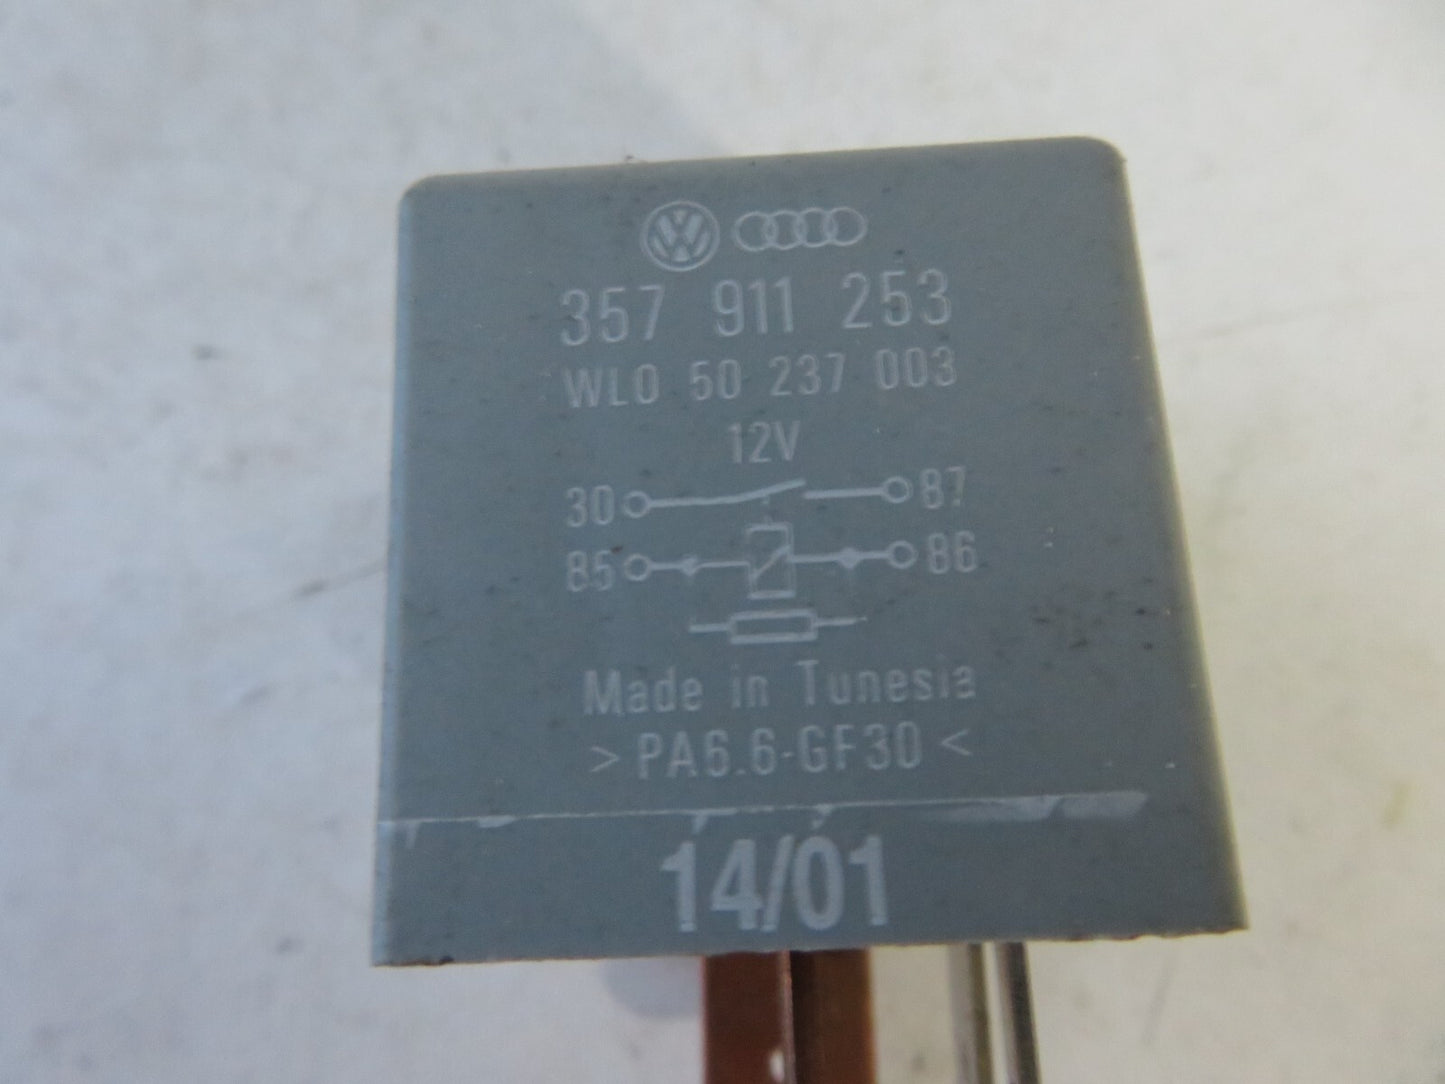 357 911 253
WL0 50 237 003
12V
30 87
85 86
Made in Tunesia
>PA6.6-GF30<
14/01